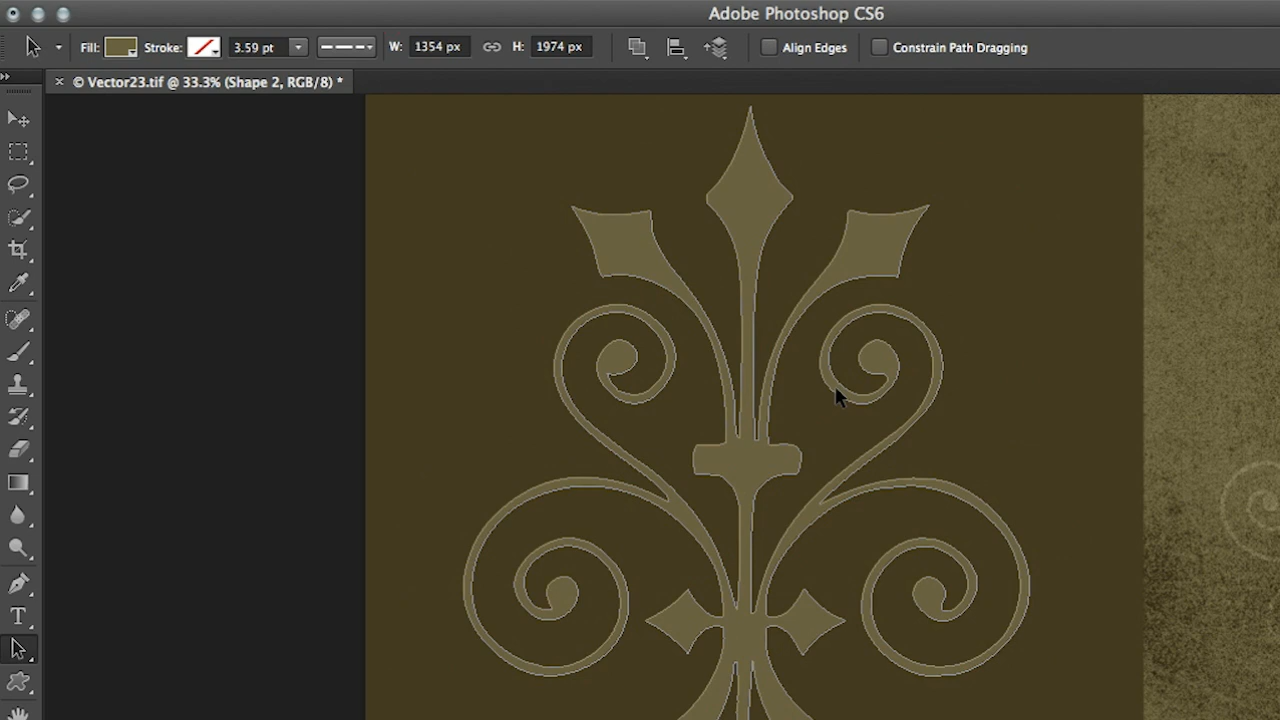 Adobe Photoshop CS6
Fill: Stroke: 3.59 pt W: 1354 px H: 1974 px Align Edges Constrain Path Dragging
× © Vector23.tif @ 33.3% (Shape 2, RGB/8) *
T